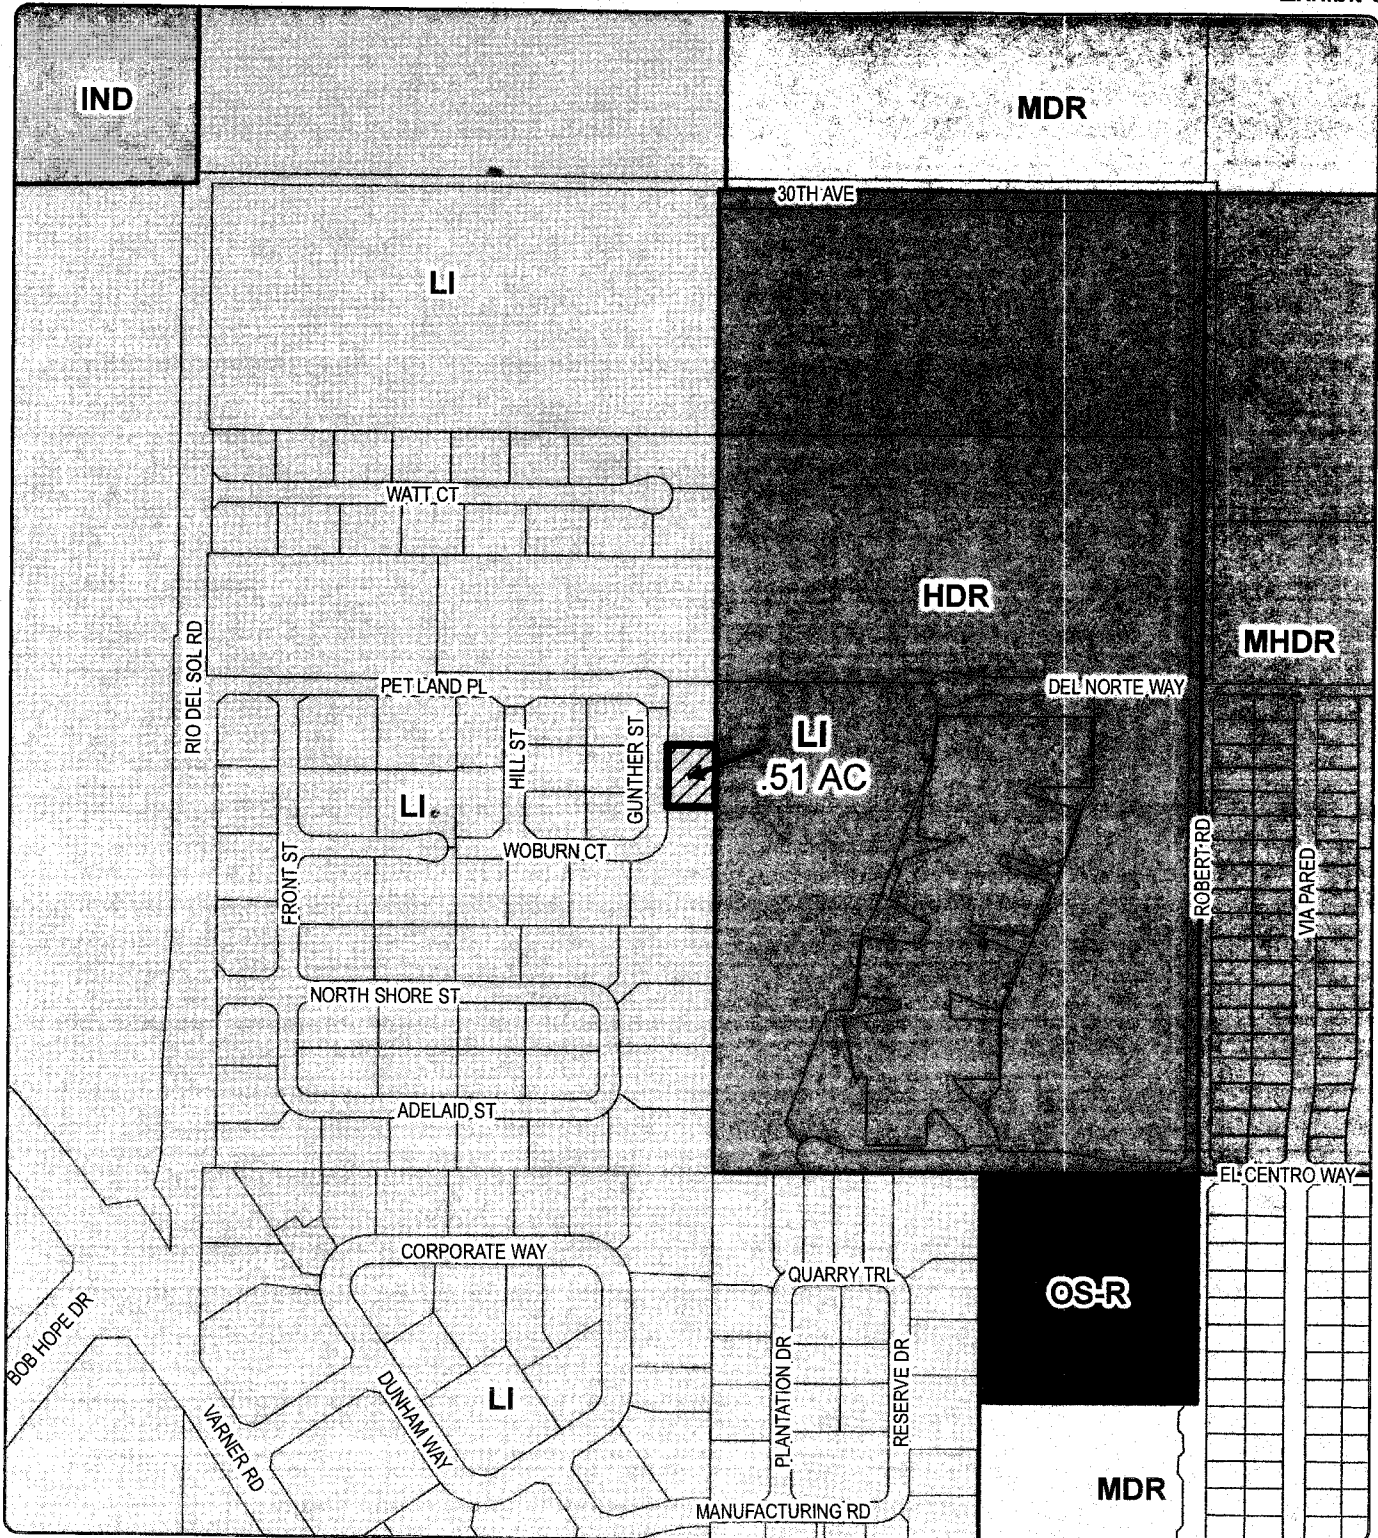 IND
MDR
30TH AVE
LI
WATT CT
HDR
MHDR
RIO DEL SOL RD
PET LAND PL
DEL NORTE WAY
HILL ST
GUNTHER ST
LI
.51 AC
LI
FRONT ST
WOBURN CT
ROBERT RD
VIA PARED
NORTH SHORE ST
ADELAID ST
EL CENTRO WAY
CORPORATE WAY
QUARRY TRL
OS-R
BOB HOPE DR
DUNHAM WAY
LI
PLANTATION DR
RESERVE DR
VARNER RD
MDR
MANUFACTURING RD